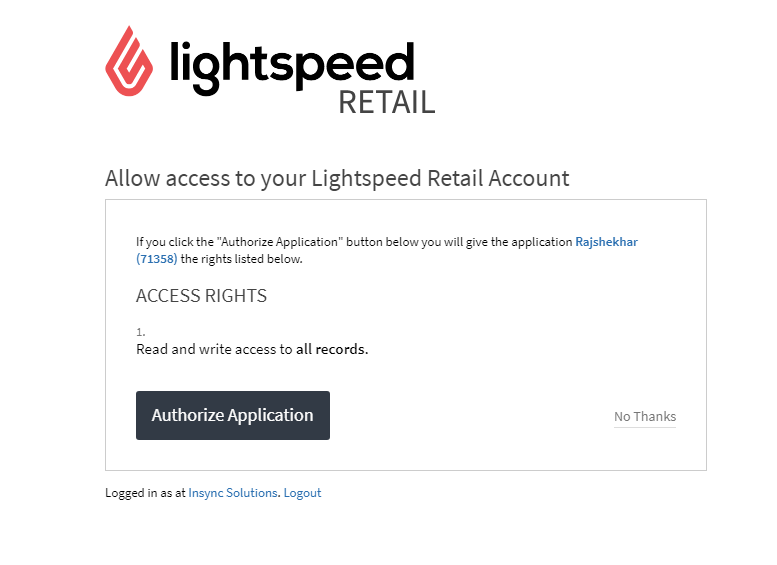 lightspeed
RETAIL
Allow access to your Lightspeed Retail Account
If you click the "Authorize Application" button below you will give the application Rajshekhar
(71358) the rights listed below.
ACCESS RIGHTS
1.
Read and write access to all records.
Authorize Application
No Thanks
Logged in as at Insync Solutions. Logout